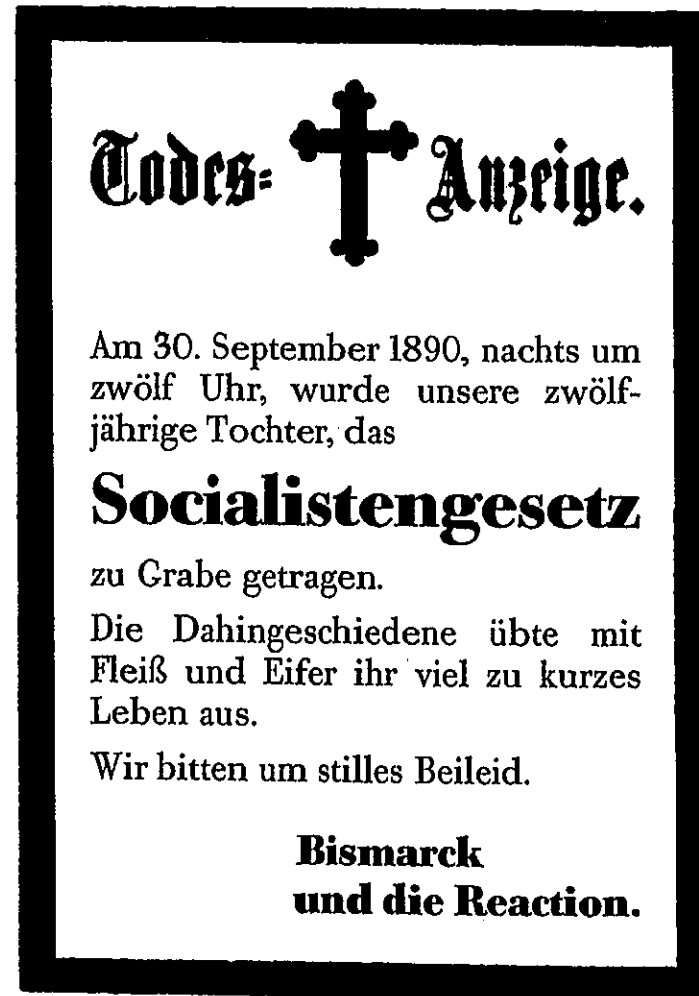 Todes= Anzeige.
Am 30. September 1890, nachts um
zwölf Uhr, wurde unsere zwölf-
jährige Tochter, das
Socialistengesetz
zu Grabe getragen.
Die Dahingeschiedene übte mit
Fleiß und Eifer ihr viel zu kurzes
Leben aus.
Wir bitten um stilles Beileid.
Bismarck
und die Reaction.